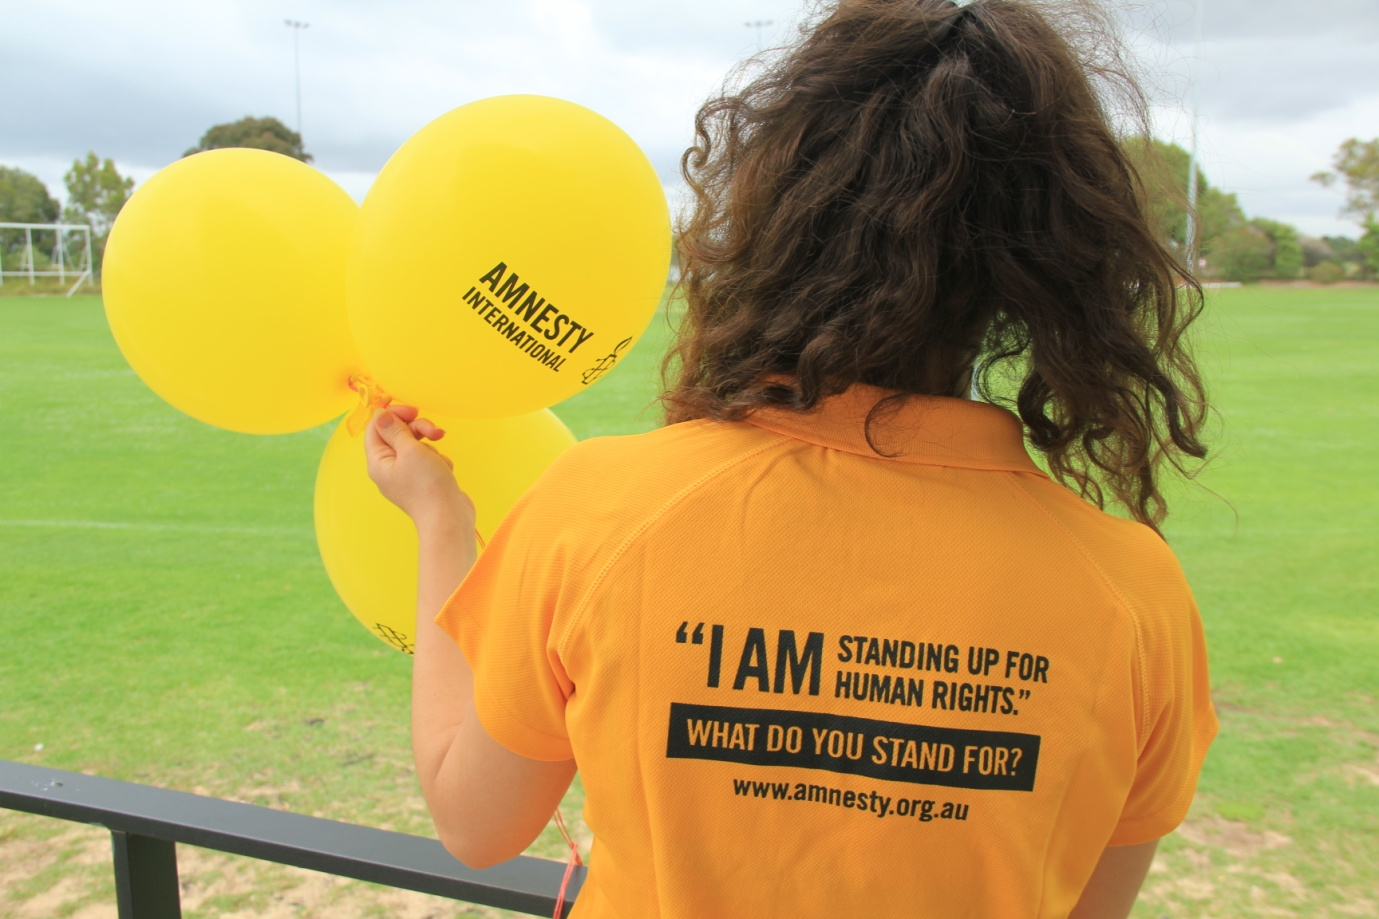 AMNESTY
INTERNATIONAL
“I AM STANDING UP FOR
HUMAN RIGHTS.”
WHAT DO YOU STAND FOR?
www.amnesty.org.au